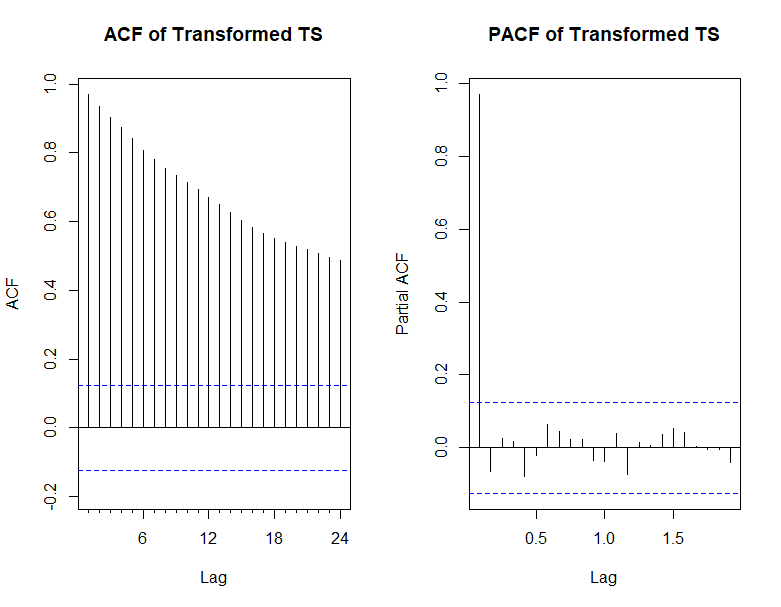 ACF of Transformed TS
ACF
1.0
0.8
0.6
0.4
0.2
0.0
-0.2
6 12 18 24
Lag
PACF of Transformed TS
Partial ACF
1.0
0.8
0.6
0.4
0.2
0.0
0.5 1.0 1.5
Lag